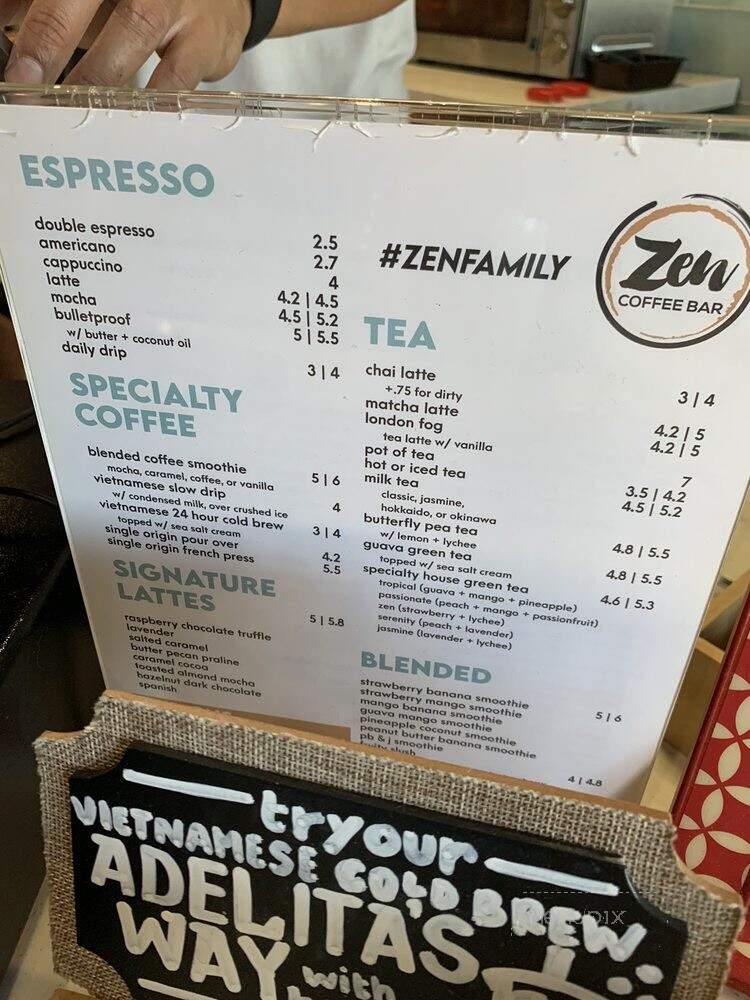 ESPRESSO
double espresso 2.5
americano 2.7
cappuccino 4
latte 4.2 | 4.5
mocha 4.5 | 5.2
bulletproof 5 | 5.5
w/ butter + coconut oil
daily drip 3 | 4
SPECIALTY
COFFEE
blended coffee smoothie 5 | 6
mocha, caramel, coffee, or vanilla
vietnamese slow drip 4
w/ condensed milk, over crushed ice
vietnamese 24 hour cold brew 3 | 4
topped w/ sea salt cream
single origin pour over 4.2
single origin french press 5.5
SIGNATURE
LATTES
5 | 5.8
raspberry chocolate truffle
lavender
salted caramel
butter pecan praline
caramel cocoa
toasted almond mocha
hazelnut dark chocolate
spanish
#ZENFAMILY
Zen
COFFEE BAR
TEA
chai latte 3 | 4
+.75 for dirty
matcha latte 4.2 | 5
london fog 4.2 | 5
tea latte w/ vanilla
pot of tea 7
hot or iced tea 3.5 | 4.2
milk tea 4.5 | 5.2
classic, jasmine,
hokkaido, or okinawa
butterfly pea tea 4.8 | 5.5
w/ lemon + lychee
guava green tea 4.8 | 5.5
topped w/ sea salt cream
specialty house green tea 4.6 | 5.3
tropical (guava + mango + pineapple)
passionate (peach + mango + passionfruit)
zen (strawberry + lychee)
serenity (peach + lavender)
jasmine (lavender + lychee)
BLENDED
strawberry banana smoothie 5 | 6
strawberry mango smoothie
mango banana smoothie
guava mango smoothie
pineapple coconut smoothie
peanut butter banana smoothie
pb & j smoothie
fruity slush 4 | 4.8
try our
VIETNAMESE COLD BREW
ADELITA'S
WAY with